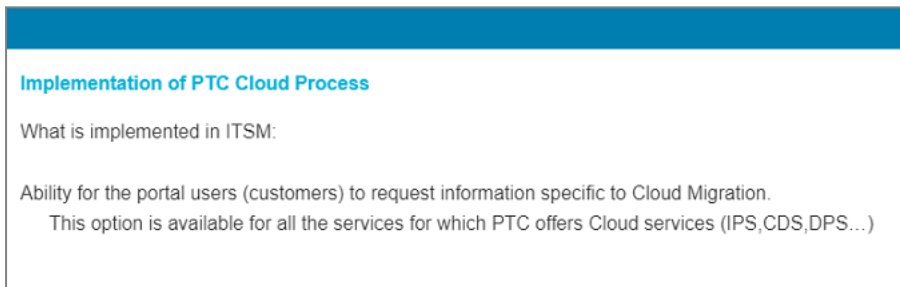 Implementation of PTC Cloud Process
What is implemented in ITSM:
Ability for the portal users (customers) to request information specific to Cloud Migration.
This option is available for all the services for which PTC offers Cloud services (IPS,CDS,DPS…)